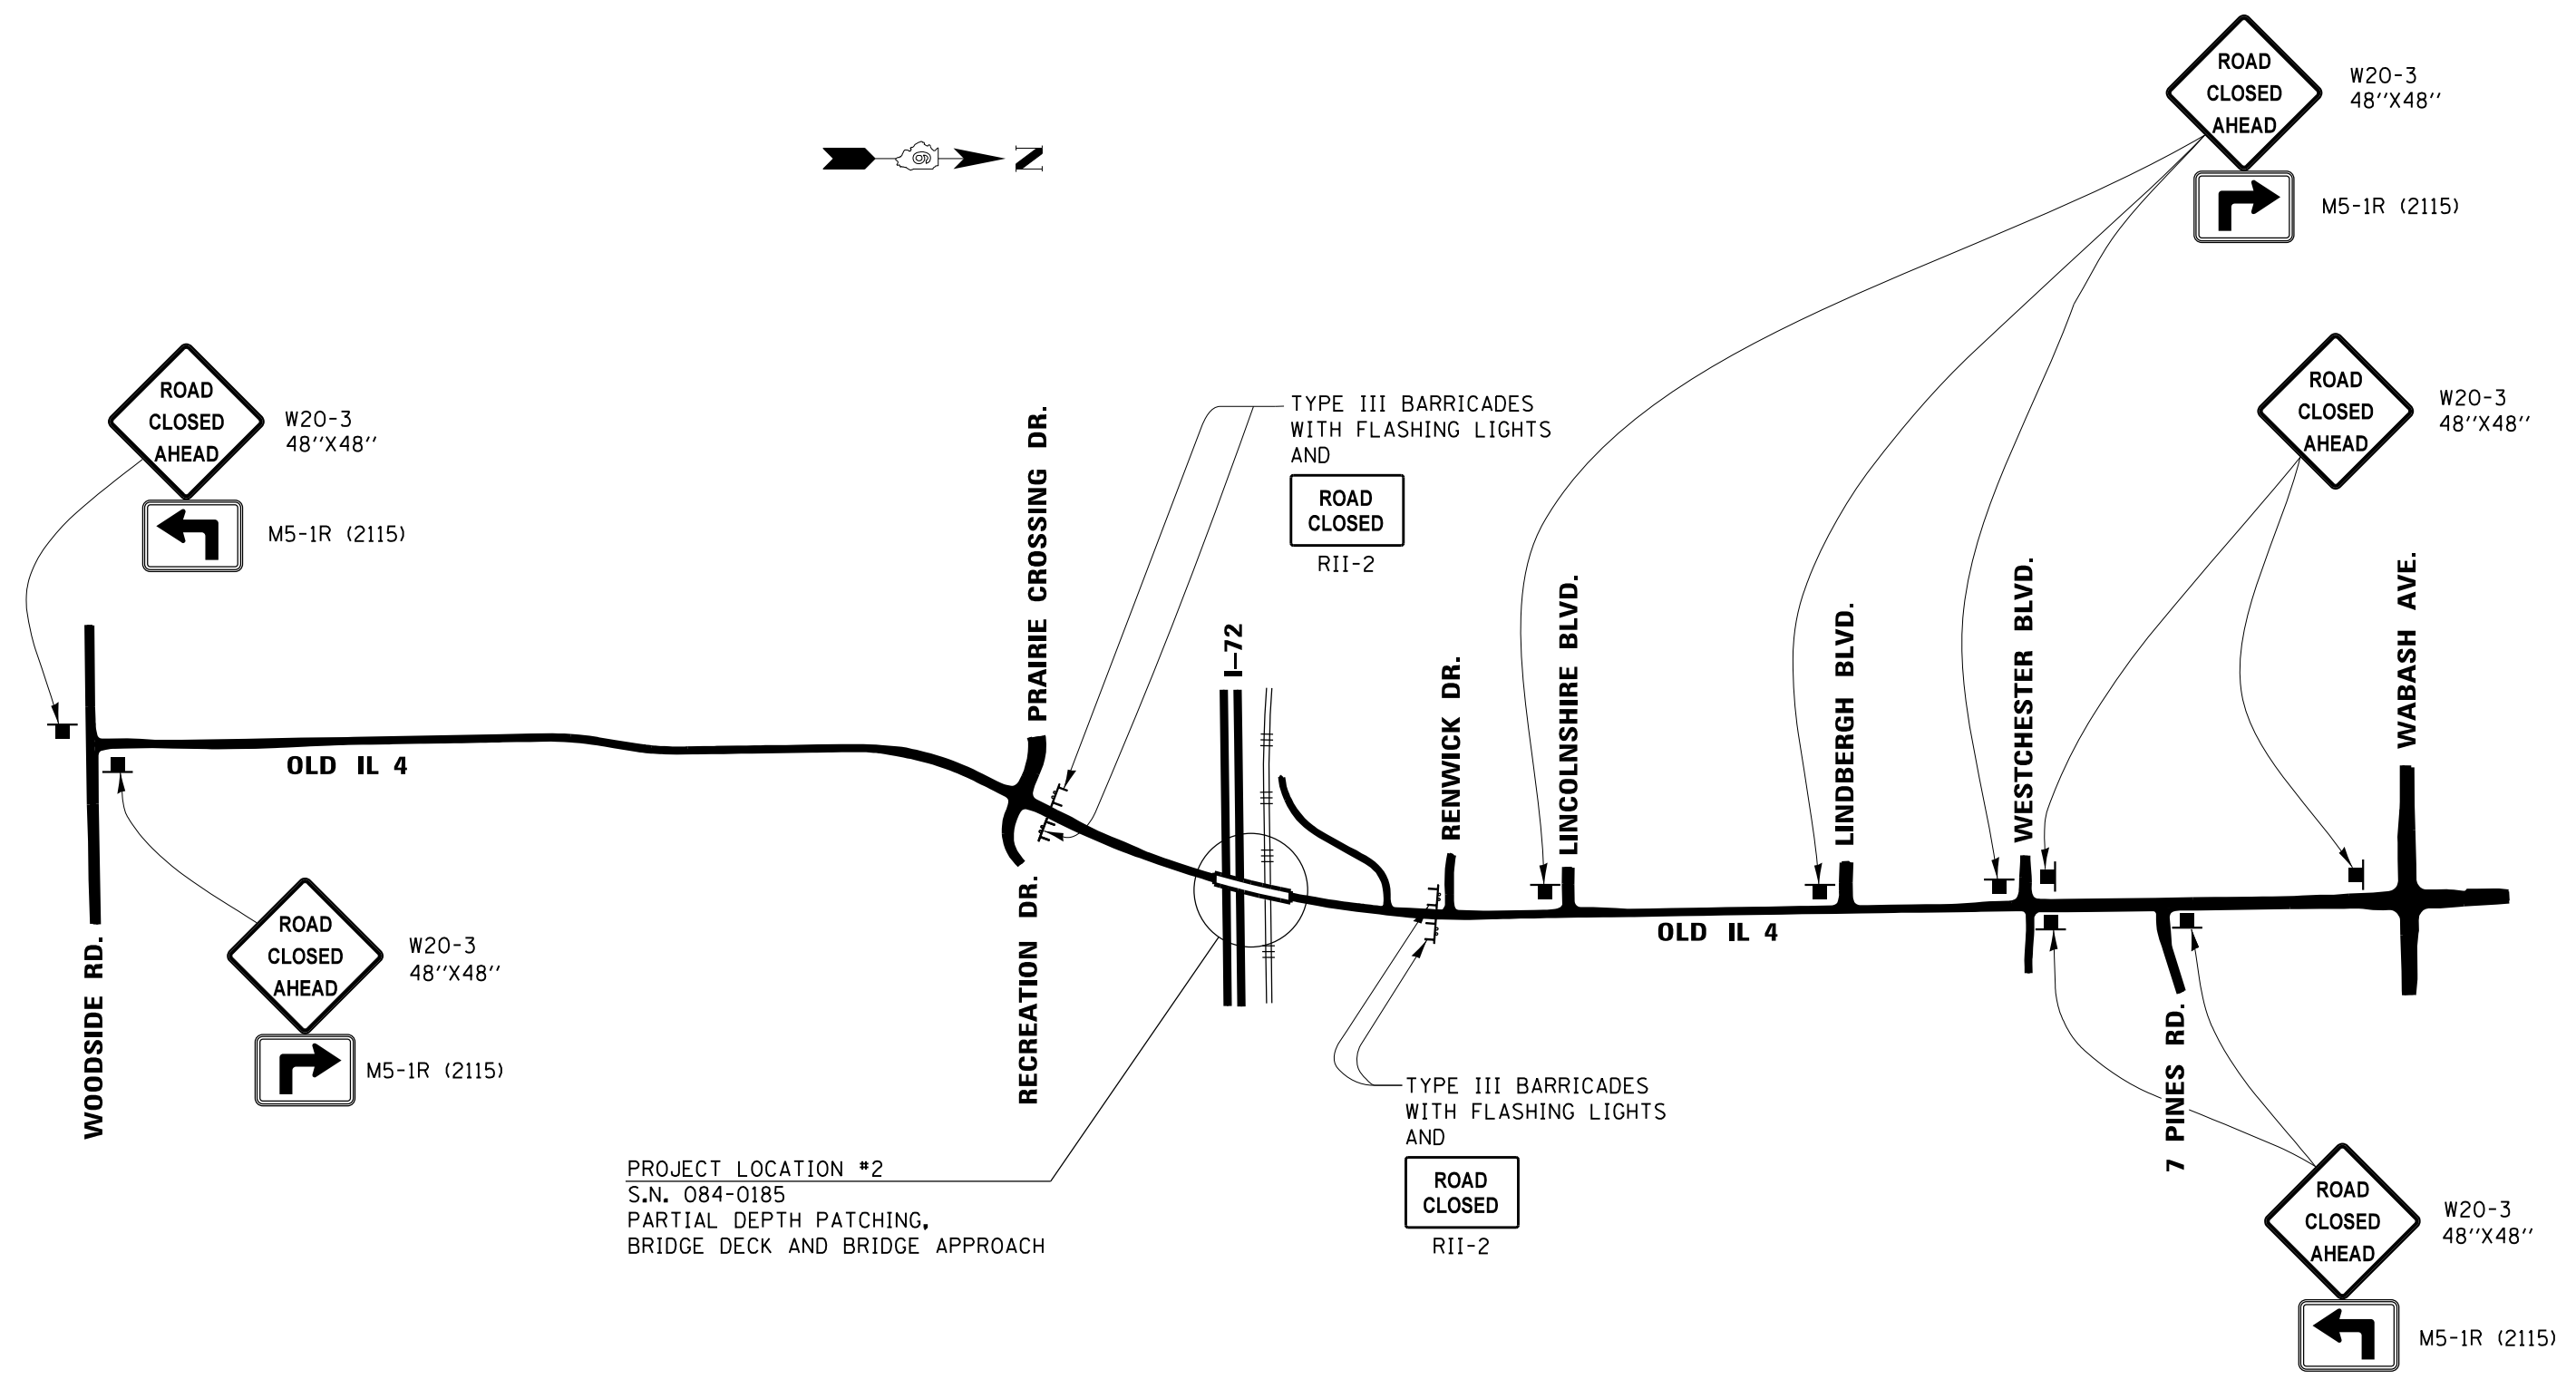 ROAD
CLOSED
AHEAD
W20-3
48''X48''
M5-1R (2115)
6
N
ROAD
CLOSED
AHEAD
W20-3
48''X48''
M5-1R (2115)
TYPE III BARRICADES
WITH FLASHING LIGHTS
AND
ROAD
CLOSED
RII-2
ROAD
CLOSED
AHEAD
W20-3
48''X48''
PRAIRIE CROSSING DR.
I-72
RENWICK DR.
LINCOLNSHIRE BLVD.
LINDBERGH BLVD.
WESTCHESTER BLVD.
WABASH AVE.
OLD IL 4
OLD IL 4
WOODSIDE RD.
ROAD
CLOSED
AHEAD
W20-3
48''X48''
M5-1R (2115)
RECREATION DR.
PROJECT LOCATION #2
S.N. 084-0185
PARTIAL DEPTH PATCHING,
BRIDGE DECK AND BRIDGE APPROACH
TYPE III BARRICADES
WITH FLASHING LIGHTS
AND
ROAD
CLOSED
RII-2
7 PINES RD.
ROAD
CLOSED
AHEAD
W20-3
48''X48''
M5-1R (2115)